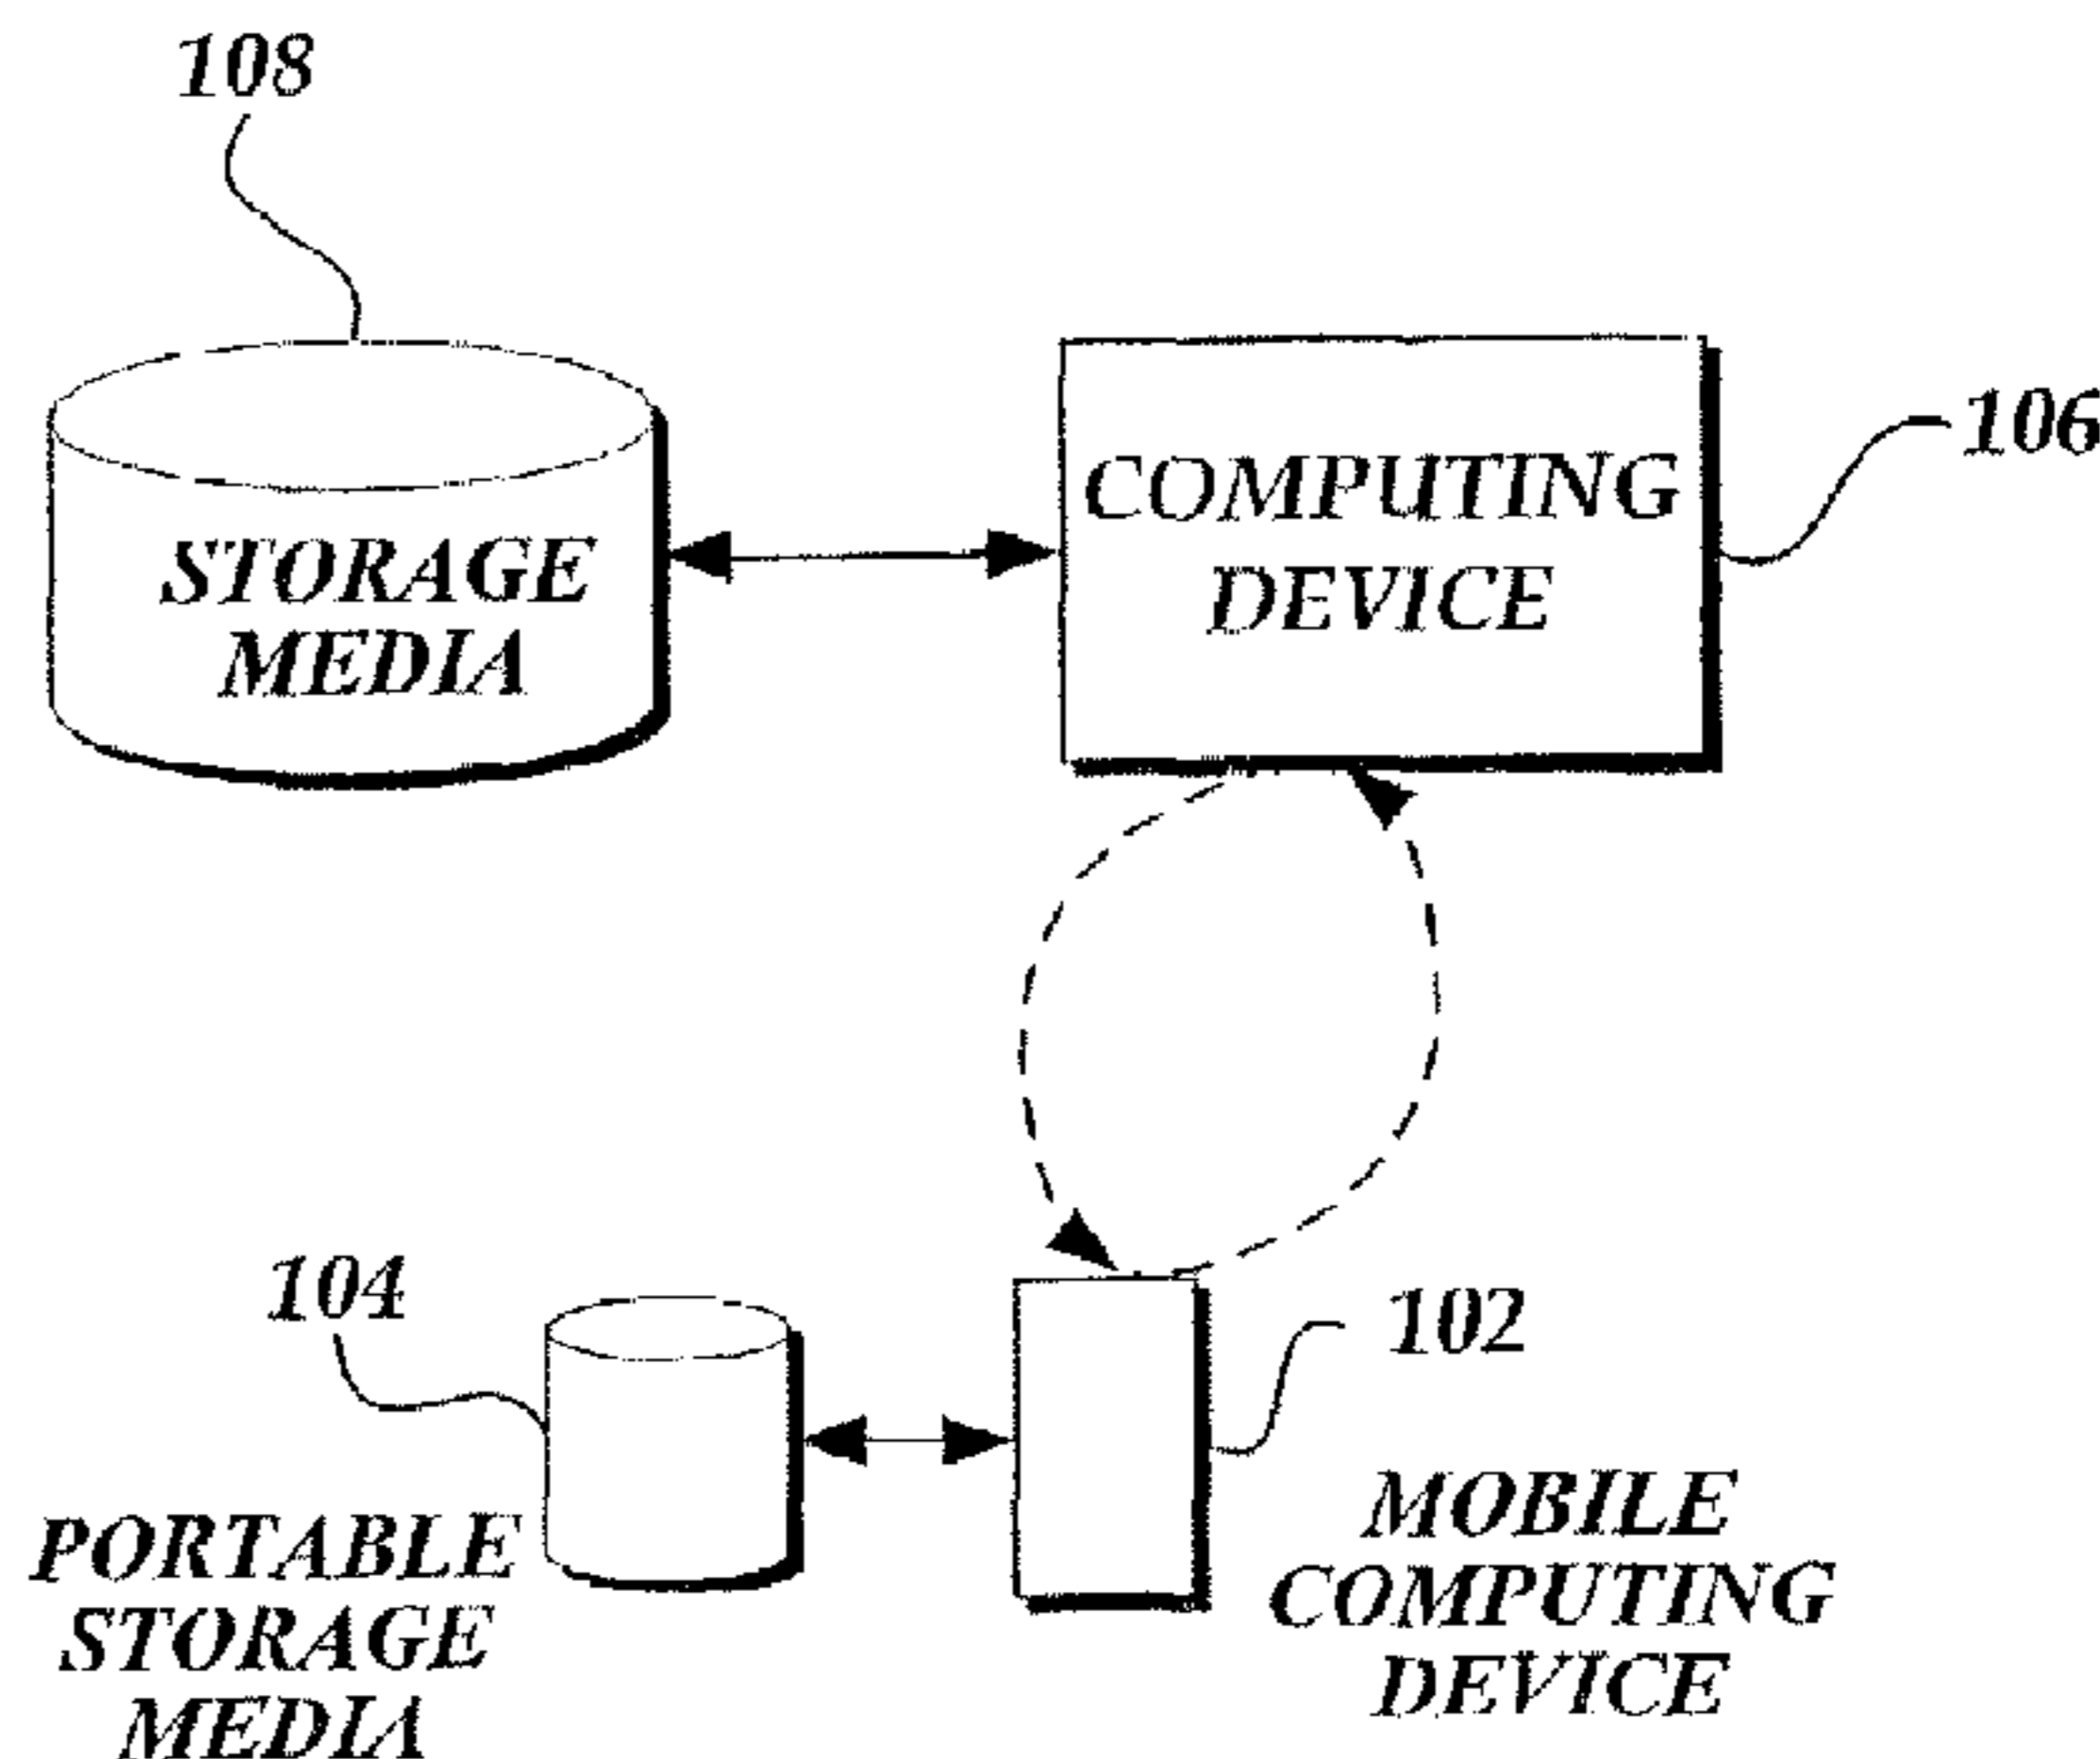 108
106
COMPUTING
DEVICE
STORAGE
MEDIA
104
102
MOBILE
COMPUTING
DEVICE
PORTABLE
STORAGE
MEDIA